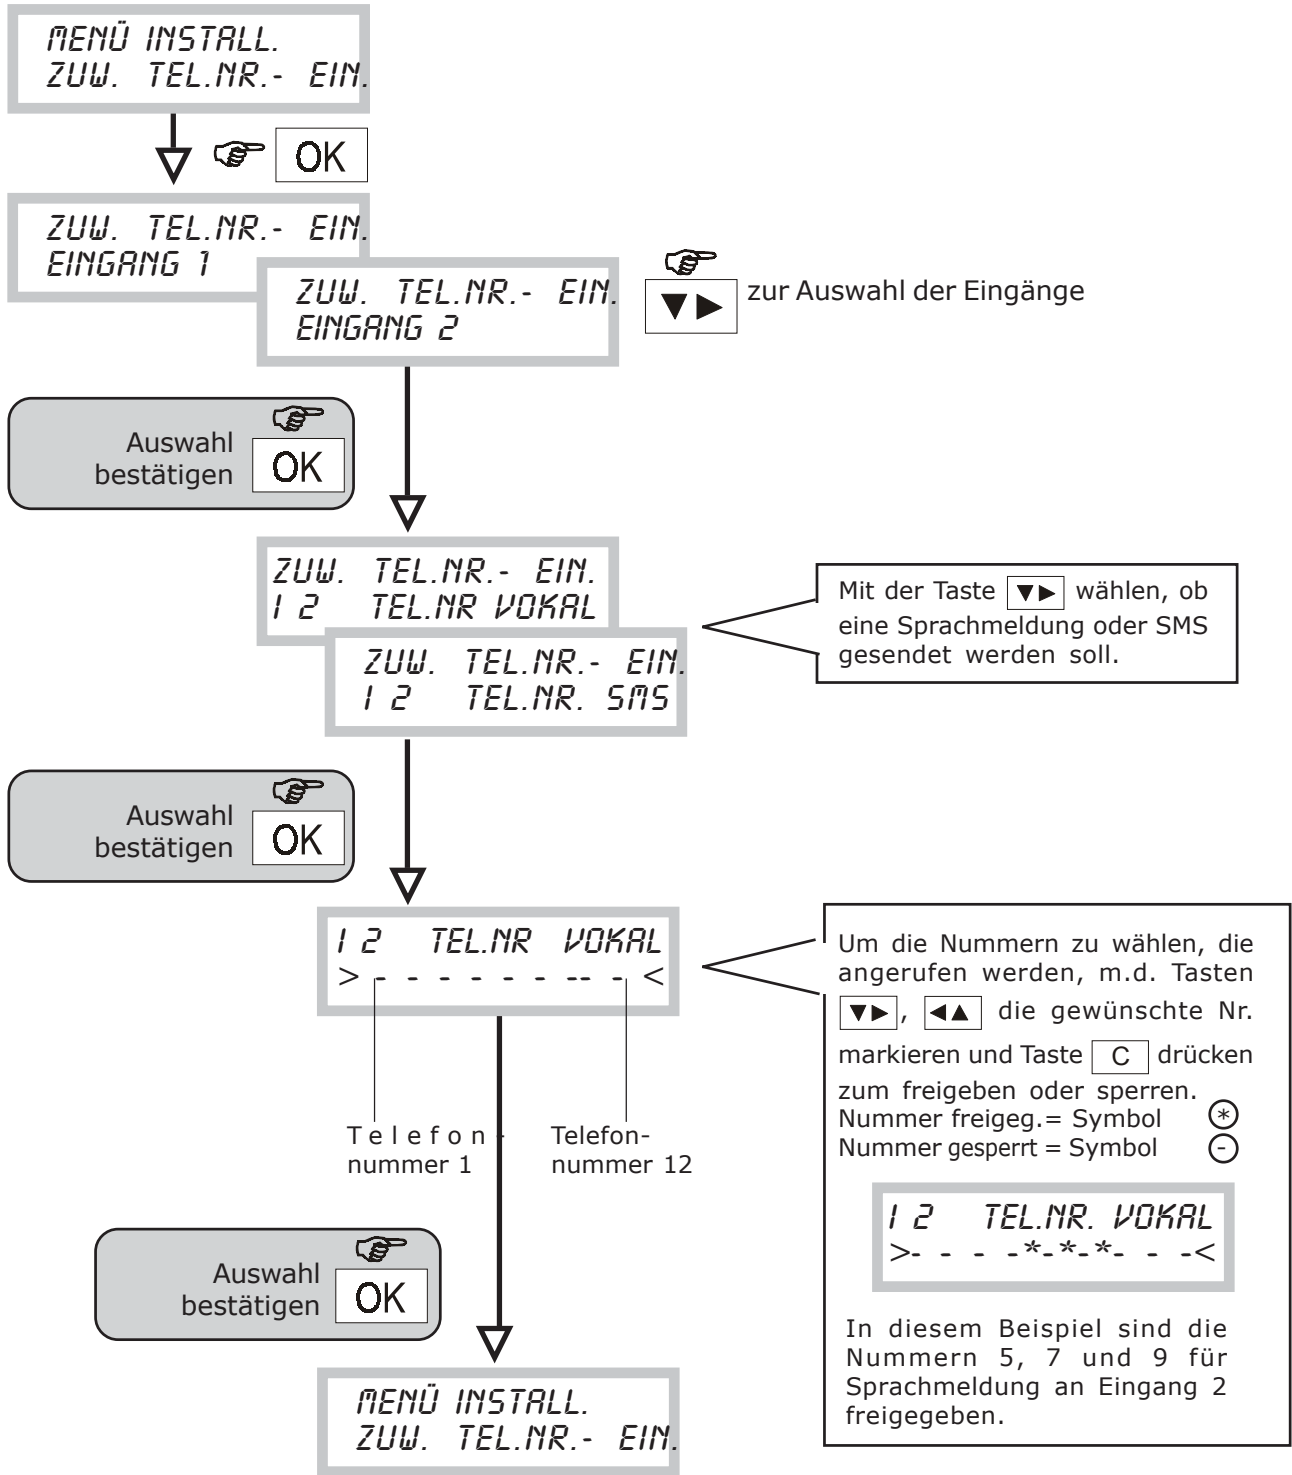 MENÜ INSTALL.
ZUW. TEL.NR.- EIN.
OK
ZUW. TEL.NR.- EIN.
EINGANG 1
ZUW. TEL.NR.- EIN.
EINGANG 2
▼► zur Auswahl der Eingänge
Auswahl
bestätigen OK
ZUW. TEL.NR.- EIN.
I 2 TEL.NR VOKAL
ZUW. TEL.NR.- EIN.
I 2 TEL.NR. SMS
Mit der Taste ▼► wählen, ob
eine Sprachmeldung oder SMS
gesendet werden soll.
Auswahl
bestätigen OK
I 2 TEL.NR VOKAL
> - - - - - - -- - <
Telefon-
nummer 1
Telefon-
nummer 12
Um die Nummern zu wählen, die
angerufen werden, m.d. Tasten
▼►, ◄▲ die gewünschte Nr.
markieren und Taste C drücken
zum freigeben oder sperren.
Nummer freigeg.= Symbol *
Nummer gesperrt = Symbol -
I 2 TEL.NR. VOKAL
>- - - -*-*-*- - -<
In diesem Beispiel sind die
Nummern 5, 7 und 9 für
Sprachmeldung an Eingang 2
freigegeben.
Auswahl
bestätigen OK
MENÜ INSTALL.
ZUW. TEL.NR.- EIN.